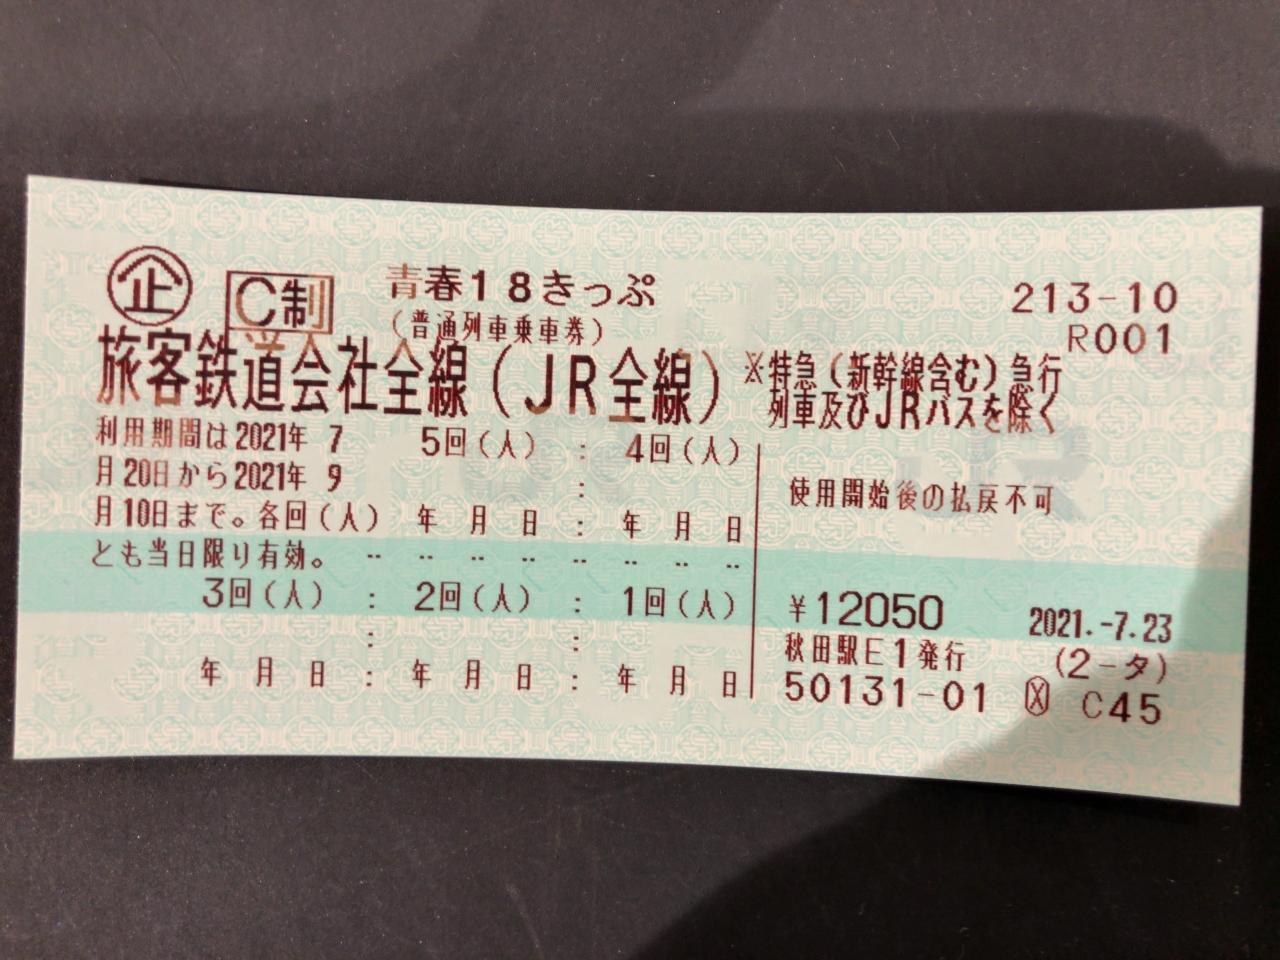 企 C制 青春18きっぷ 213-10
(普通列車乗車券) R001
旅客鉄道会社全線(JR全線) ※特急(新幹線含む)急行
列車及びJRバスを除く
利用期間は2021年 7
月20日から2021年 9
月10日まで。各回(人)
とも当日限り有効。
5回(人) : 4回(人)
:
年 月 日 : 年 月 日
‥ ‥ ‥ ‥ ‥ ‥ ‥ ‥
3回(人) : 2回(人) : 1回(人)
: :
年 月 日 : 年 月 日 : 年 月 日
使用開始後の払戻不可
¥12050 2021.-7.23
秋田駅E1発行 (2-タ)
50131-01 X C45